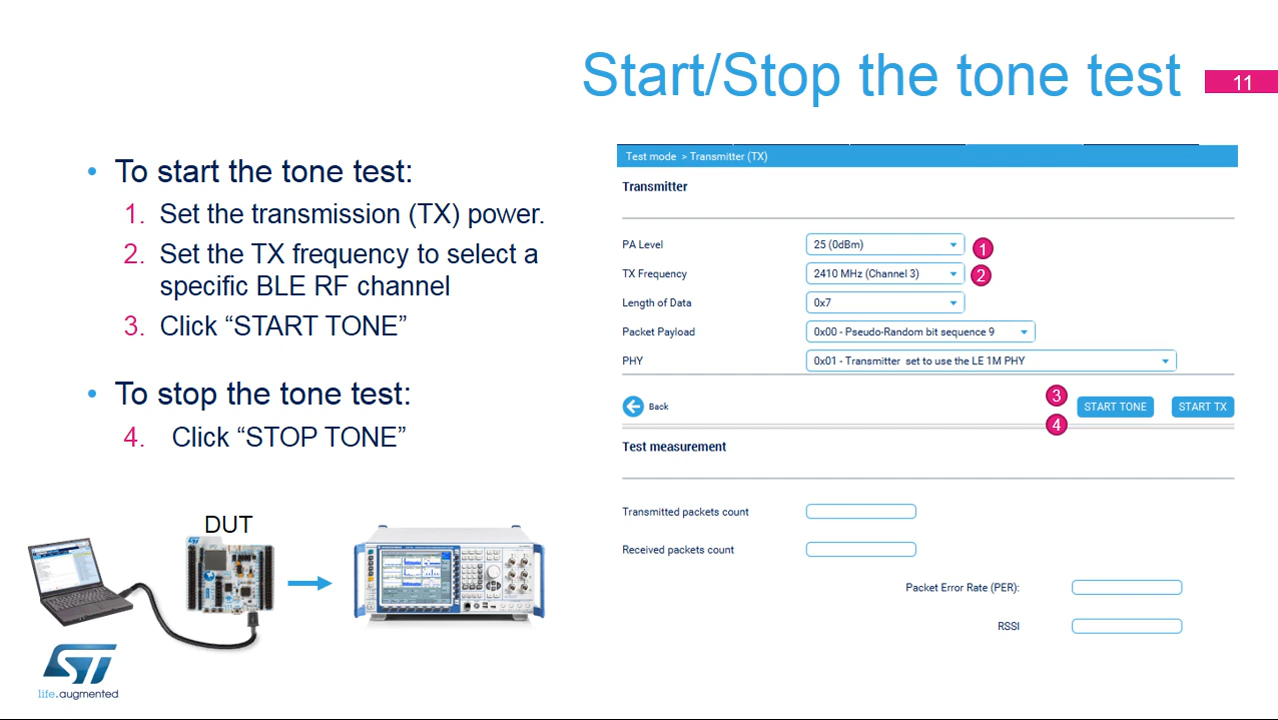 Start/Stop the tone test
11
• To start the tone test:
1. Set the transmission (TX) power.
2. Set the TX frequency to select a
specific BLE RF channel
3. Click “START TONE”
• To stop the tone test:
4. Click “STOP TONE”
DUT
ST
life.augmented
Test mode > Transmitter (TX)
Transmitter
PA Level 25 (0dBm) 1
TX Frequency 2410 MHz (Channel 3) 2
Length of Data 0x7
Packet Payload 0x00 - Pseudo-Random bit sequence 9
PHY 0x01 - Transmitter set to use the LE 1M PHY
Back 3 START TONE START TX
4
Test measurement
Transmitted packets count
Received packets count
Packet Error Rate (PER):
RSSI